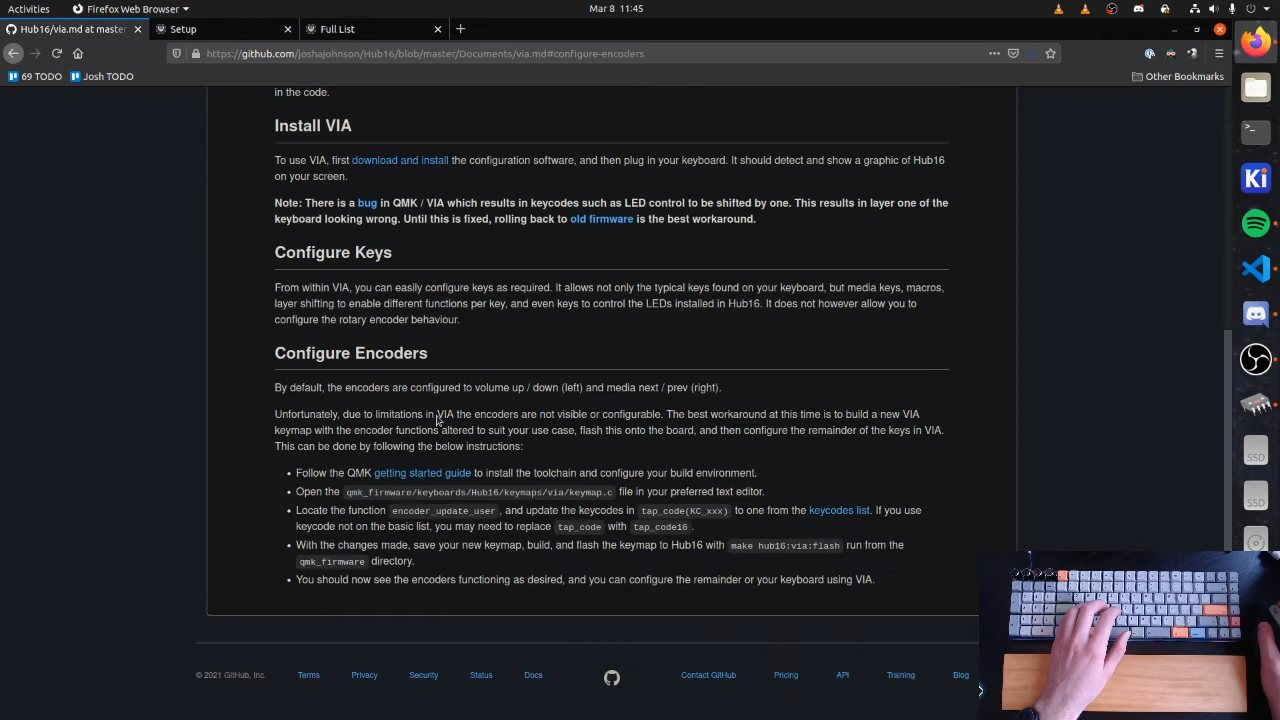 Activities
Firefox Web Browser
Mar 8 11:45
Hub16/via.md at master
Setup
Full List
https://github.com/joshajohnson/Hub16/blob/master/Documents/via.md#configure-encoders
69 TODO
Josh TODO
Other Bookmarks
in the code.
Install VIA
To use VIA, first download and install the configuration software, and then plug in your keyboard. It should detect and show a graphic of Hub16
on your screen.
Note: There is a bug in QMK / VIA which results in keycodes such as LED control to be shifted by one. This results in layer one of the
keyboard looking wrong. Until this is fixed, rolling back to old firmware is the best workaround.
Configure Keys
From within VIA, you can easily configure keys as required. It allows not only the typical keys found on your keyboard, but media keys, macros,
layer shifting to enable different functions per key, and even keys to control the LEDs installed in Hub16. It does not however allow you to
configure the rotary encoder behaviour.
Configure Encoders
By default, the encoders are configured to volume up / down (left) and media next / prev (right).
Unfortunately, due to limitations in VIA the encoders are not visible or configurable. The best workaround at this time is to build a new VIA
keymap with the encoder functions altered to suit your use case, flash this onto the board, and then configure the remainder of the keys in VIA.
This can be done by following the below instructions:
• Follow the QMK getting started guide to install the toolchain and configure your build environment.
• Open the qmk_firmware/keyboards/Hub16/keymaps/via/keymap.c file in your preferred text editor.
• Locate the function encoder_update_user, and update the keycodes in tap_code(KC_xxx) to one from the keycodes list. If you use
keycode not on the basic list, you may need to replace tap_code with tap_code16.
• With the changes made, save your new keymap, build, and flash the keymap to Hub16 with make hub16:via:flash run from the
qmk_firmware directory.
• You should now see the encoders functioning as desired, and you can configure the remainder or your keyboard using VIA.
© 2021 GitHub, Inc.
Terms
Privacy
Security
Status
Docs
Contact GitHub
Pricing
API
Training
Blog
Ki
SSD
SSD